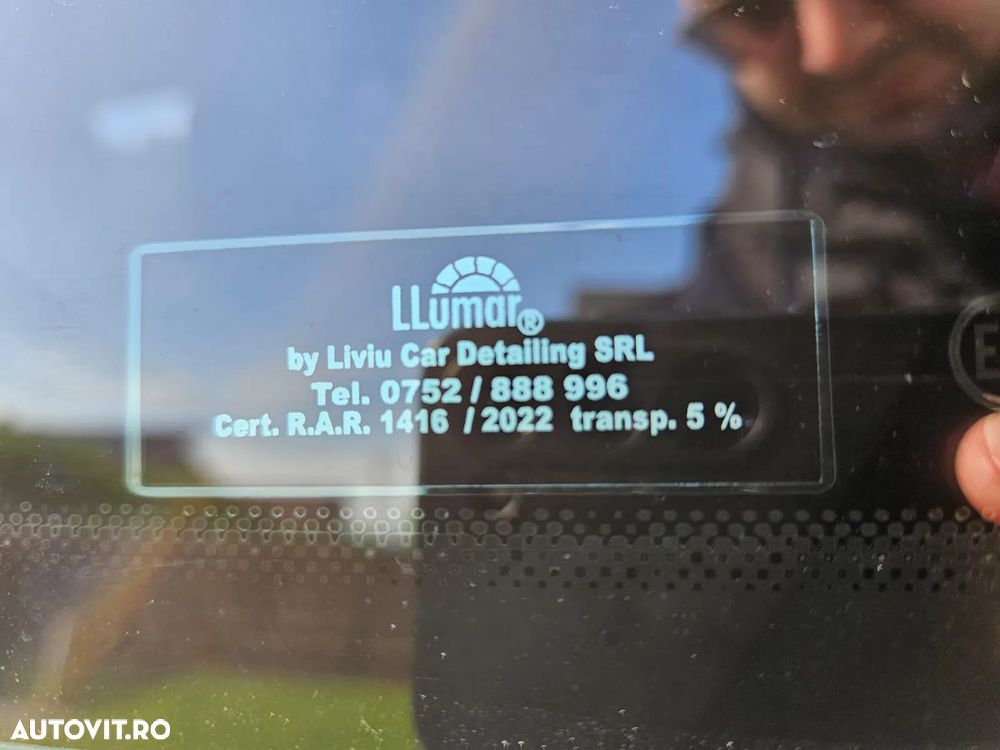 LLumar®
by Liviu Car Detailing SRL
Tel. 0752 / 888 996
Cert. R.A.R. 1416 / 2022 transp. 5 %
E
AUTOVIT.RO